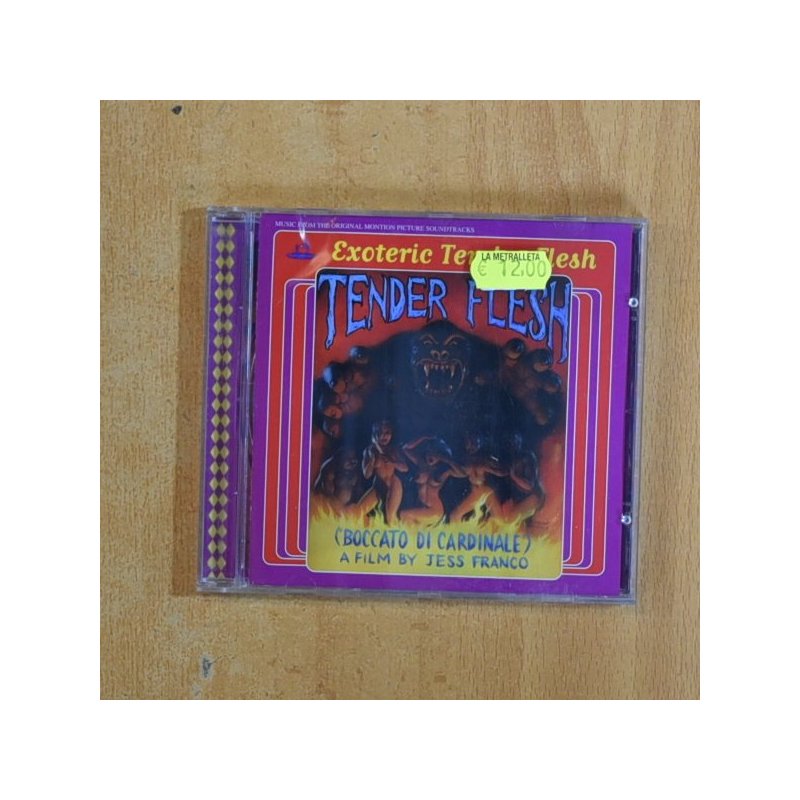 MUSIC FROM THE ORIGINAL MONTION PICTURE SOUNDTRACKS
Exoteric Ten Flesh
LA METRALLETA
€ 12,00
TENDER FLESH
(BOCCATO DI CARDINALE)
A FILM BY JESS FRANCO